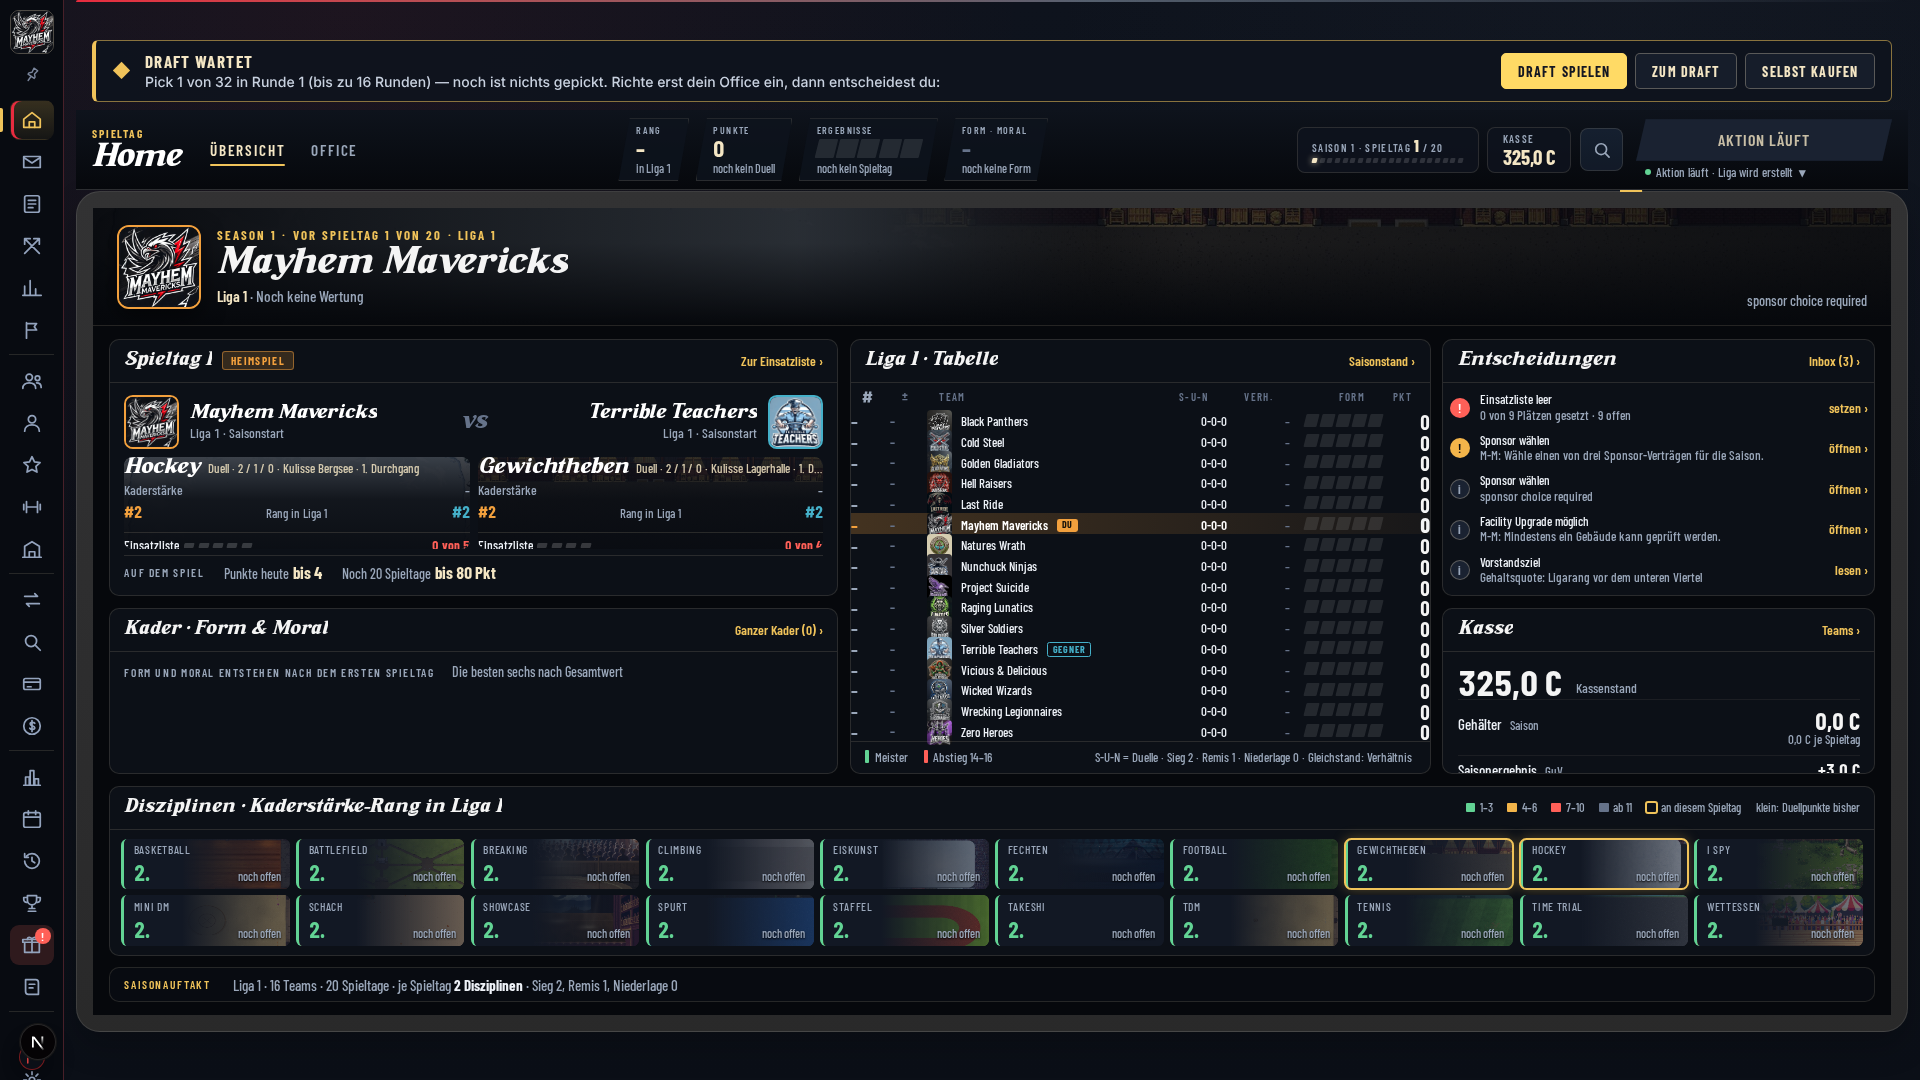 MAYHEM MAVERICKS
DRAFT WARTET
Pick 1 von 32 in Runde 1 (bis zu 16 Runden) — noch ist nichts gepickt. Richte erst dein Office ein, dann entscheidest du:
DRAFT SPIELEN
ZUM DRAFT
SELBST KAUFEN
SPIELTAG
Home
ÜBERSICHT
OFFICE
RANG
–
in Liga 1
PUNKTE
0
noch kein Duell
ERGEBNISSE
noch kein Spieltag
FORM · MORAL
–
noch keine Form
SAISON 1 · SPIELTAG 1 / 20
KASSE
325,0 C
AKTION LÄUFT
Aktion läuft · Liga wird erstellt ▼
MAYHEM MAVERICKS
SEASON 1 · VOR SPIELTAG 1 VON 20 · LIGA 1
Mayhem Mavericks
Liga 1 · Noch keine Wertung
sponsor choice required
Spieltag 1
HEIMSPIEL
Zur Einsatzliste ›
Mayhem Mavericks
Liga 1 · Saisonstart
VS
Terrible Teachers
Liga 1 · Saisonstart
TEACHERS
Hockey Duell · 2 / 1 / 0 · Kulisse Bergsee · 1. Durchgang
Kaderstärke –
#2 Rang in Liga 1 #2
Einsatzliste 0 von 5
Gewichtheben Duell · 2 / 1 / 0 · Kulisse Lagerhalle · 1. D...
Kaderstärke –
#2 Rang in Liga 1 #2
Einsatzliste 0 von 4
AUF DEM SPIEL Punkte heute bis 4 Noch 20 Spieltage bis 80 Pkt
Kader · Form & Moral
Ganzer Kader (0) ›
FORM UND MORAL ENTSTEHEN NACH DEM ERSTEN SPIELTAG Die besten sechs nach Gesamtwert
Liga 1 · Tabelle
Saisonstand ›
# ± TEAM S-U-N VERH. FORM PKT
– – Black Panthers 0-0-0 – 0
– – Cold Steel 0-0-0 – 0
– – Golden Gladiators 0-0-0 – 0
– – Hell Raisers 0-0-0 – 0
– – Last Ride 0-0-0 – 0
– – Mayhem Mavericks DU 0-0-0 – 0
– – Natures Wrath 0-0-0 – 0
– – Nunchuck Ninjas 0-0-0 – 0
– – Project Suicide 0-0-0 – 0
– – Raging Lunatics 0-0-0 – 0
– – Silver Soldiers 0-0-0 – 0
– – Terrible Teachers GEGNER 0-0-0 – 0
– – Vicious & Delicious 0-0-0 – 0
– – Wicked Wizards 0-0-0 – 0
– – Wrecking Legionnaires 0-0-0 – 0
– – Zero Heroes 0-0-0 – 0
Meister Abstieg 14–16 S-U-N = Duelle · Sieg 2 · Remis 1 · Niederlage 0 · Gleichstand: Verhältnis
Entscheidungen
Inbox (3) ›
! Einsatzliste leer
0 von 9 Plätzen gesetzt · 9 offen
setzen ›
! Sponsor wählen
M-M: Wähle einen von drei Sponsor-Verträgen für die Saison.
öffnen ›
i Sponsor wählen
sponsor choice required
öffnen ›
i Facility Upgrade möglich
M-M: Mindestens ein Gebäude kann geprüft werden.
öffnen ›
i Vorstandsziel
Gehaltsquote: Ligarang vor dem unteren Viertel
lesen ›
Kasse
Teams ›
325,0 C Kassenstand
Gehälter Saison 0,0 C
0,0 C je Spieltag
Saisonergebnis GuV +3,0 C
Disziplinen · Kaderstärke-Rang in Liga 1
1–3 4–6 7–10 ab 11 an diesem Spieltag klein: Duellpunkte bisher
BASKETBALL
2. noch offen
BATTLEFIELD
2. noch offen
BREAKING
2. noch offen
CLIMBING
2. noch offen
EISKUNST
2. noch offen
FECHTEN
2. noch offen
FOOTBALL
2. noch offen
GEWICHTHEBEN
2. noch offen
HOCKEY
2. noch offen
I SPY
2. noch offen
MINI DM
2. noch offen
SCHACH
2. noch offen
SHOWCASE
2. noch offen
SPURT
2. noch offen
STAFFEL
2. noch offen
TAKESHI
2. noch offen
TDM
2. noch offen
TENNIS
2. noch offen
TIME TRIAL
2. noch offen
WETTESSEN
2. noch offen
SAISONAUFTAKT Liga 1 · 16 Teams · 20 Spieltage · je Spieltag 2 Disziplinen · Sieg 2, Remis 1, Niederlage 0
!
N